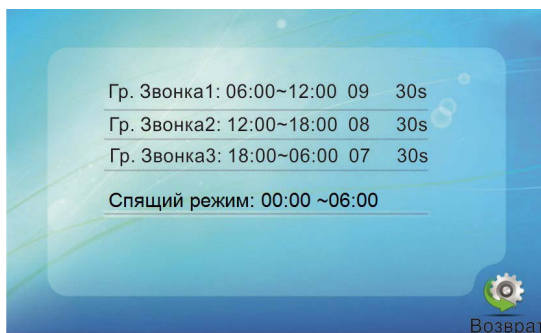 Гр. Звонка1: 06:00~12:00 09 30s
Гр. Звонка2: 12:00~18:00 08 30s
Гр. Звонка3: 18:00~06:00 07 30s
Спящий режим: 00:00 ~06:00
Возврат